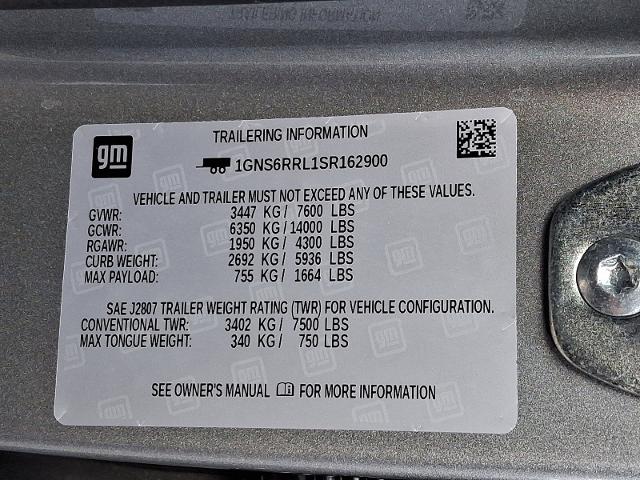 TRAILERING INFORMATION
gm
TRAILERING INFORMATION
1GNS6RRL1SR162900
VEHICLE AND TRAILER MUST NOT EXCEED ANY OF THESE VALUES.
GVWR: 3447 KG/ 7600 LBS
GCWR: 6350 KG/14000 LBS
RGAWR: 1950 KG/ 4300 LBS
CURB WEIGHT: 2692 KG/ 5936 LBS
MAX PAYLOAD: 755 KG/ 1664 LBS
SAE J2807 TRAILER WEIGHT RATING (TWR) FOR VEHICLE CONFIGURATION.
CONVENTIONAL TWR: 3402 KG/ 7500 LBS
MAX TONGUE WEIGHT: 340 KG/ 750 LBS
SEE OWNER'S MANUAL FOR MORE INFORMATION